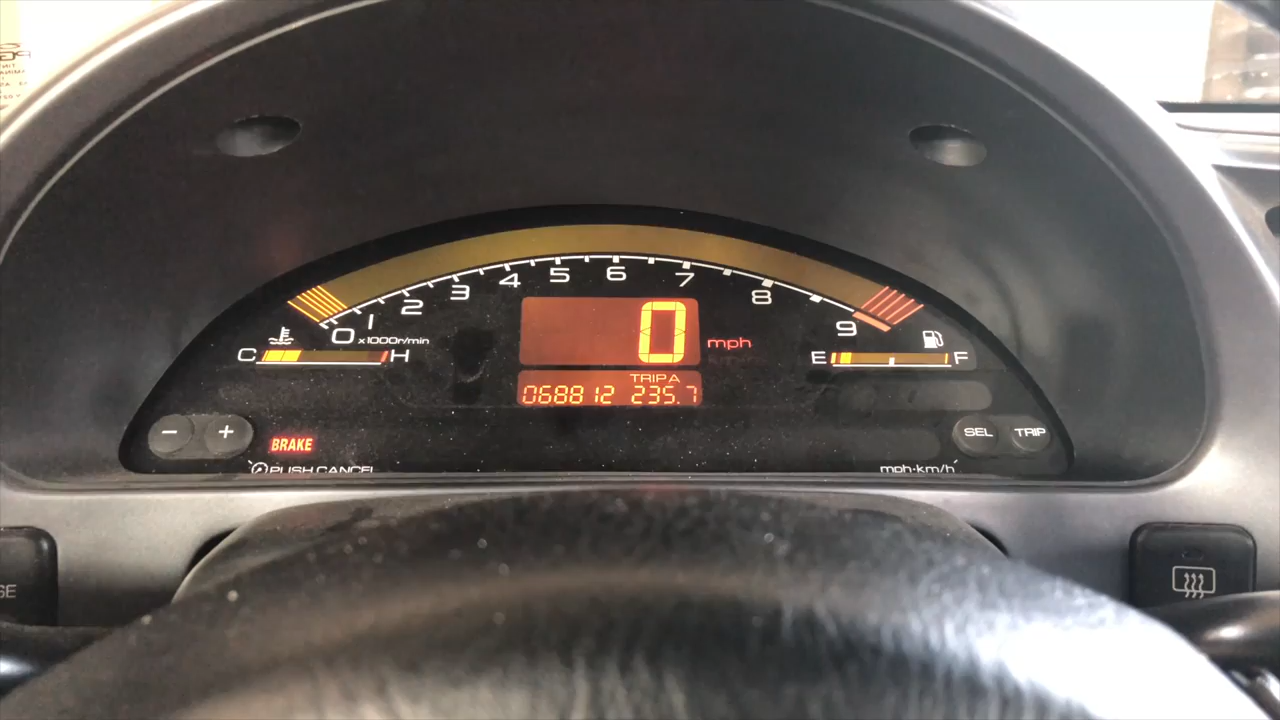 0 1 2 3 4 5 6 7 8 9
x1000r/min
C H
0 mph
E F
TRIP A
068812 235.7
- +
BRAKE
SEL TRIP
PUSH CANCEL
mph·km/h